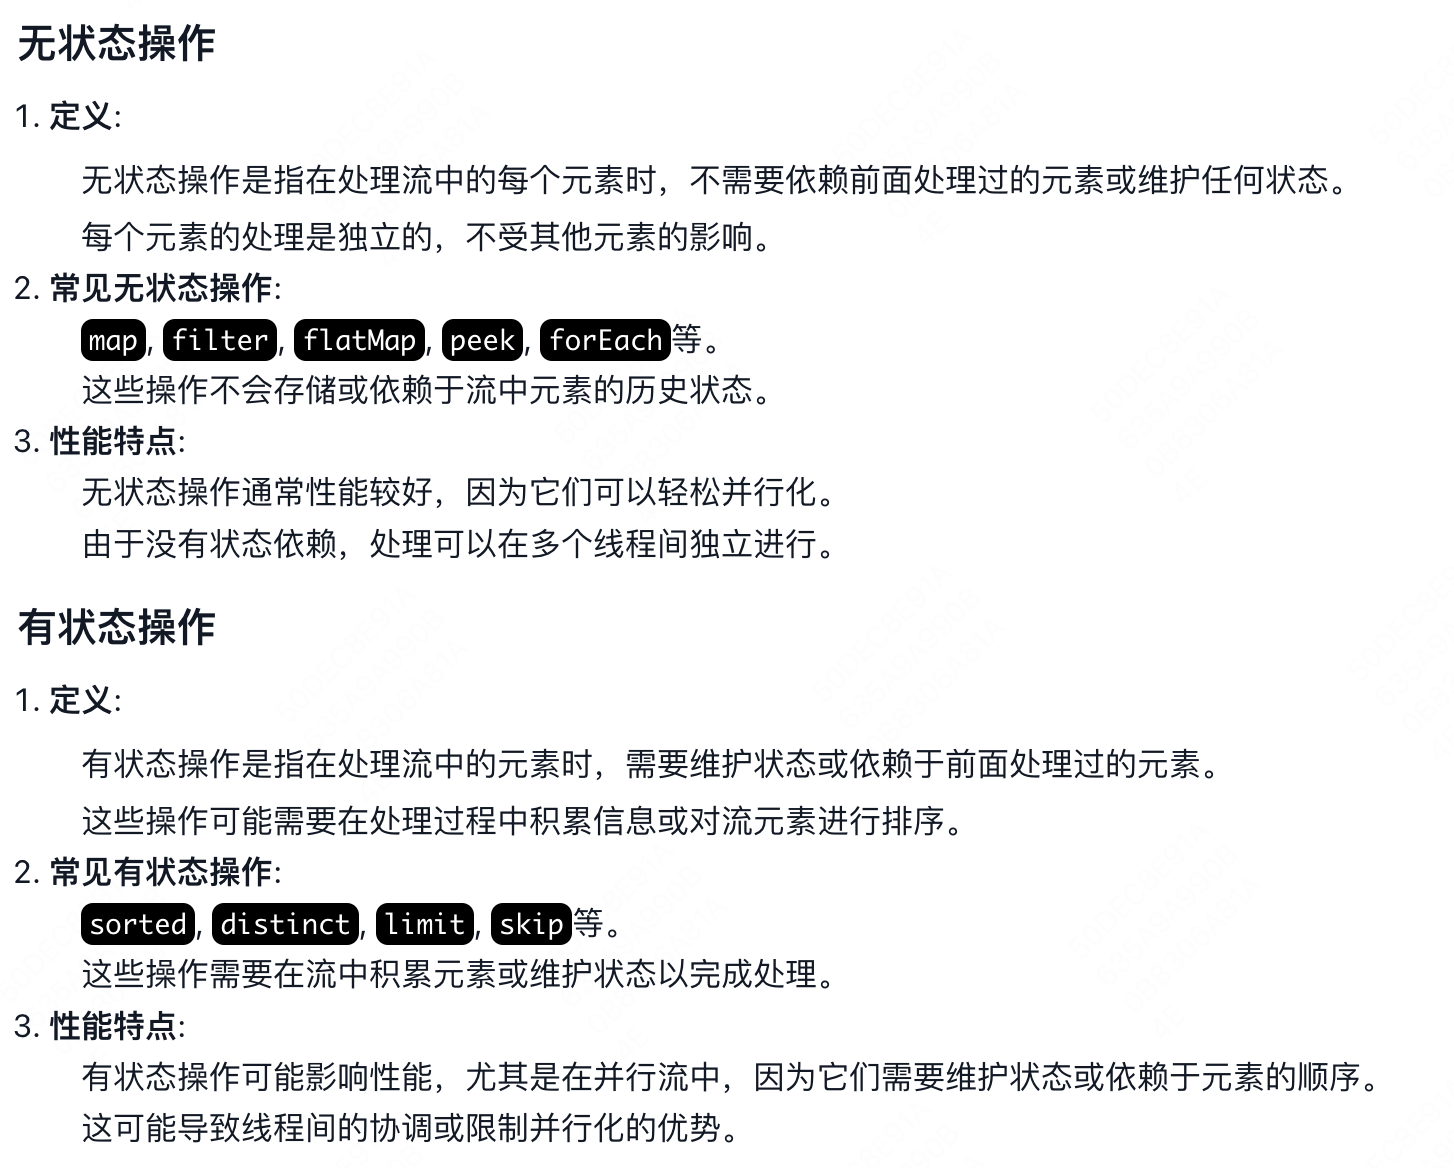 无状态操作
1. 定义:
无状态操作是指在处理流中的每个元素时，不需要依赖前面处理过的元素或维护任何状态。
每个元素的处理是独立的，不受其他元素的影响。
2. 常见无状态操作:
map, filter, flatMap, peek, forEach等。
这些操作不会存储或依赖于流中元素的历史状态。
3. 性能特点:
无状态操作通常性能较好，因为它们可以轻松并行化。
由于没有状态依赖，处理可以在多个线程间独立进行。
有状态操作
1. 定义:
有状态操作是指在处理流中的元素时，需要维护状态或依赖于前面处理过的元素。
这些操作可能需要在处理过程中积累信息或对流元素进行排序。
2. 常见有状态操作:
sorted, distinct, limit, skip等。
这些操作需要在流中积累元素或维护状态以完成处理。
3. 性能特点:
有状态操作可能影响性能，尤其是在并行流中，因为它们需要维护状态或依赖于元素的顺序。
这可能导致线程间的协调或限制并行化的优势。